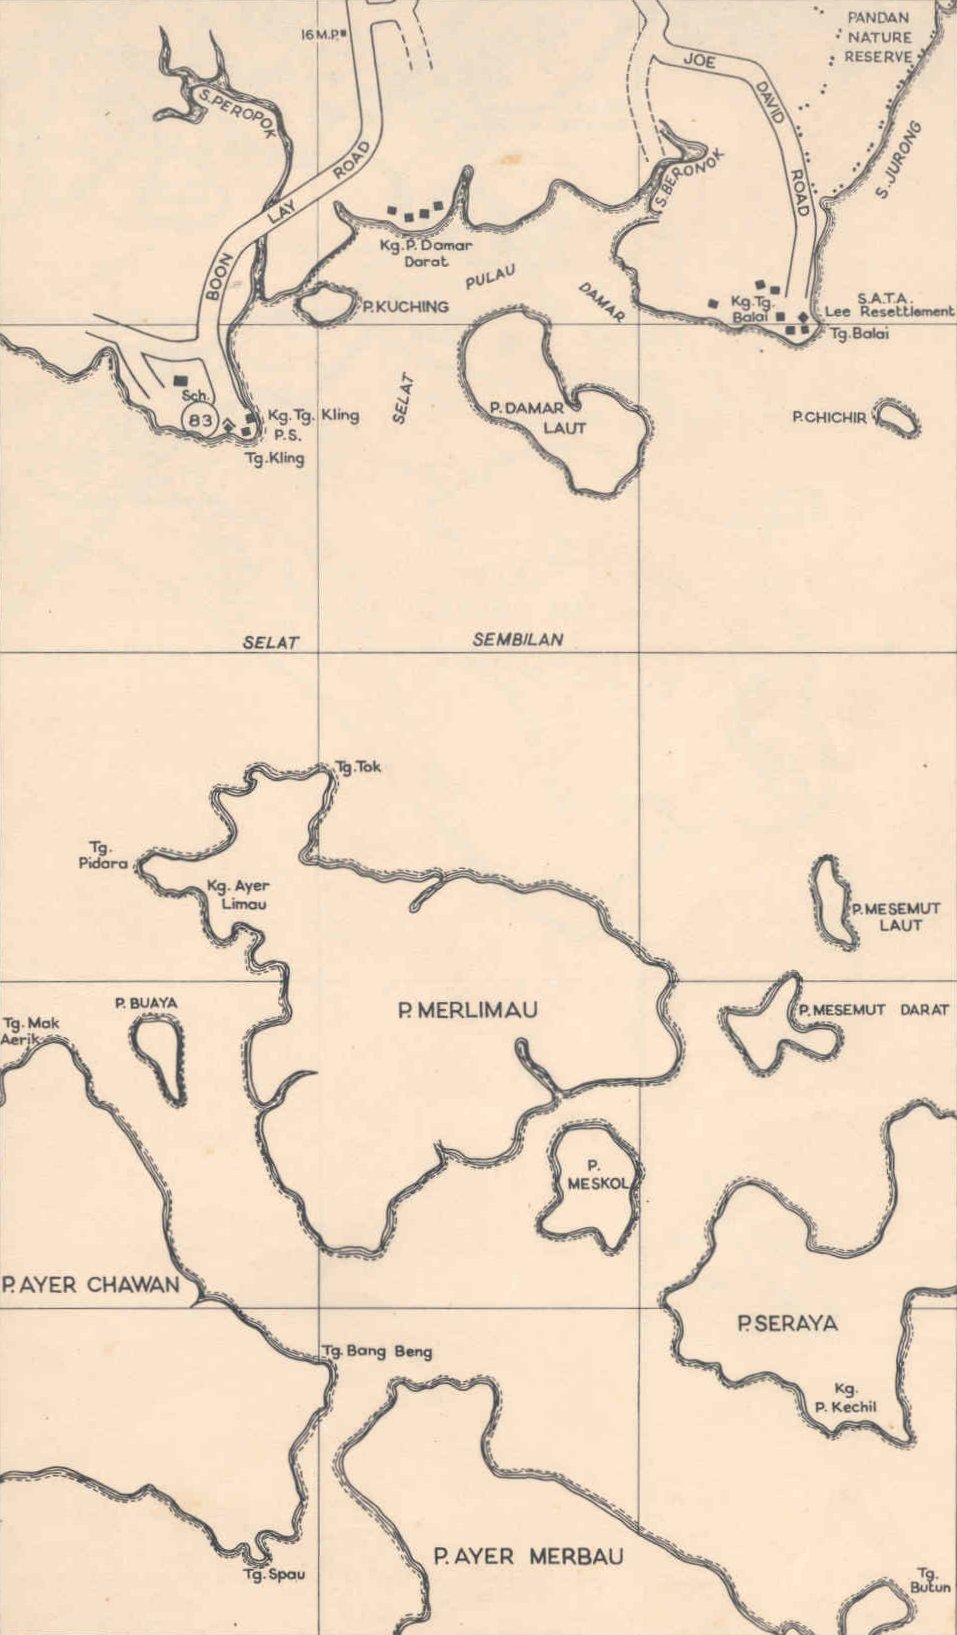 PANDAN
NATURE
RESERVE
16 M.P.
JOE
DAVID
ROAD
S. PEROPOK
S. JURONG
BOON
LAY
ROAD
S. BERONOK
Kg. P. Damar
Darat
PULAU
DAMAR
SELAT
P. KUCHING
Kg. Tg.
Balai
S.A.T.A.
Lee Resettlement
Tg. Balai
Sch.
83
Kg. Tg. Kling
P.S.
Tg. Kling
P. DAMAR
LAUT
P. CHICHIR
SELAT SEMBILAN
Tg. Tok
Tg.
Pidara
Kg. Ayer
Limau
P. MESEMUT
LAUT
P. BUAYA
P. MERLIMAU
P. MESEMUT DARAT
Tg. Mak
Aerik
P.
MESKOL
P. AYER CHAWAN
P. SERAYA
Tg. Bang Beng
Kg.
P. Kechil
P. AYER MERBAU
Tg. Spau
Tg.
Butun